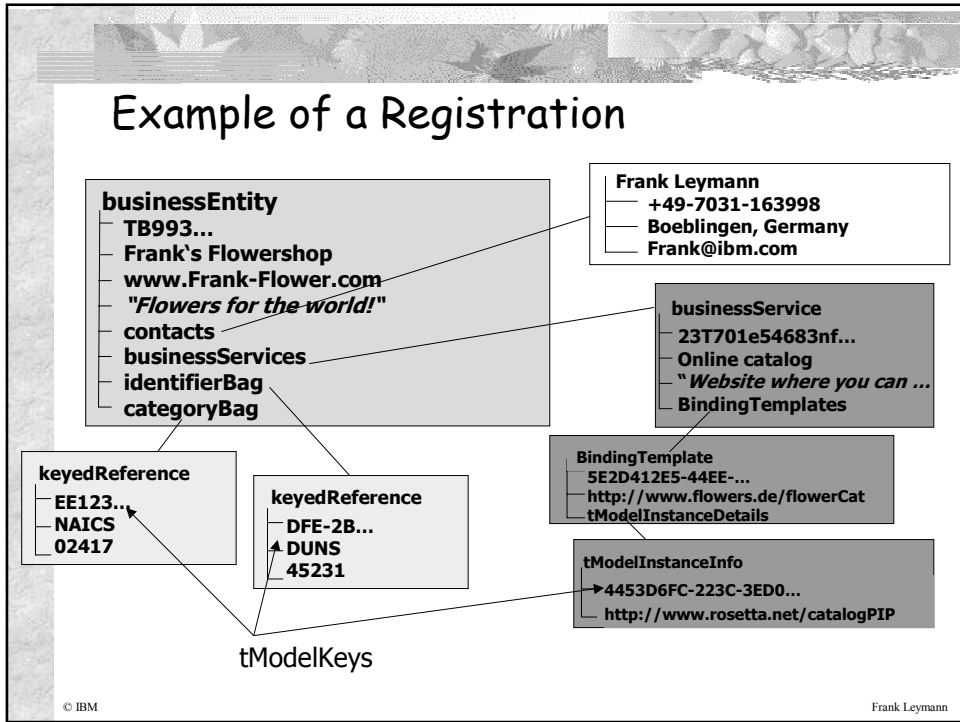 Example of a Registration
businessEntity
TB993...
Frank‘s Flowershop
www.Frank-Flower.com
"Flowers for the world!"
contacts
businessServices
identifierBag
categoryBag
Frank Leymann
+49-7031-163998
Boeblingen, Germany
Frank@ibm.com
businessService
23T701e54683nf...
Online catalog
"Website where you can ...
BindingTemplates
BindingTemplate
5E2D412E5-44EE-...
http://www.flowers.de/flowerCat
tModelInstanceDetails
tModelInstanceInfo
4453D6FC-223C-3ED0...
http://www.rosetta.net/catalogPIP
keyedReference
EE123...
NAICS
02417
keyedReference
DFE-2B...
DUNS
45231
tModelKeys
© IBM
Frank Leymann